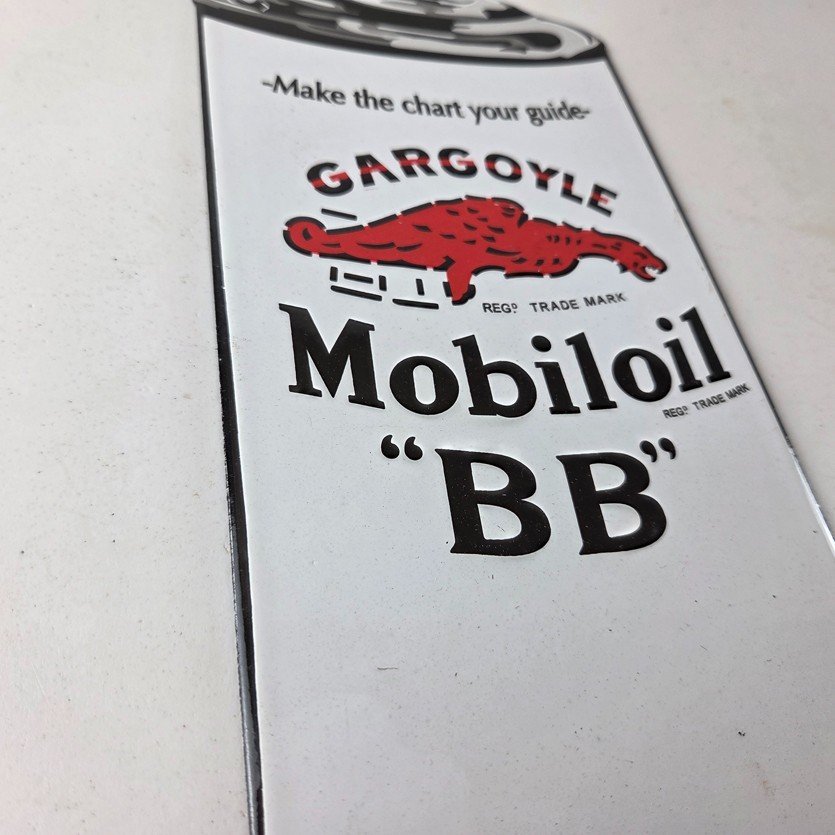 -Make the chart your guide-
GARGOYLE
REGD TRADE MARK
Mobiloil
REGD TRADE MARK
"BB"